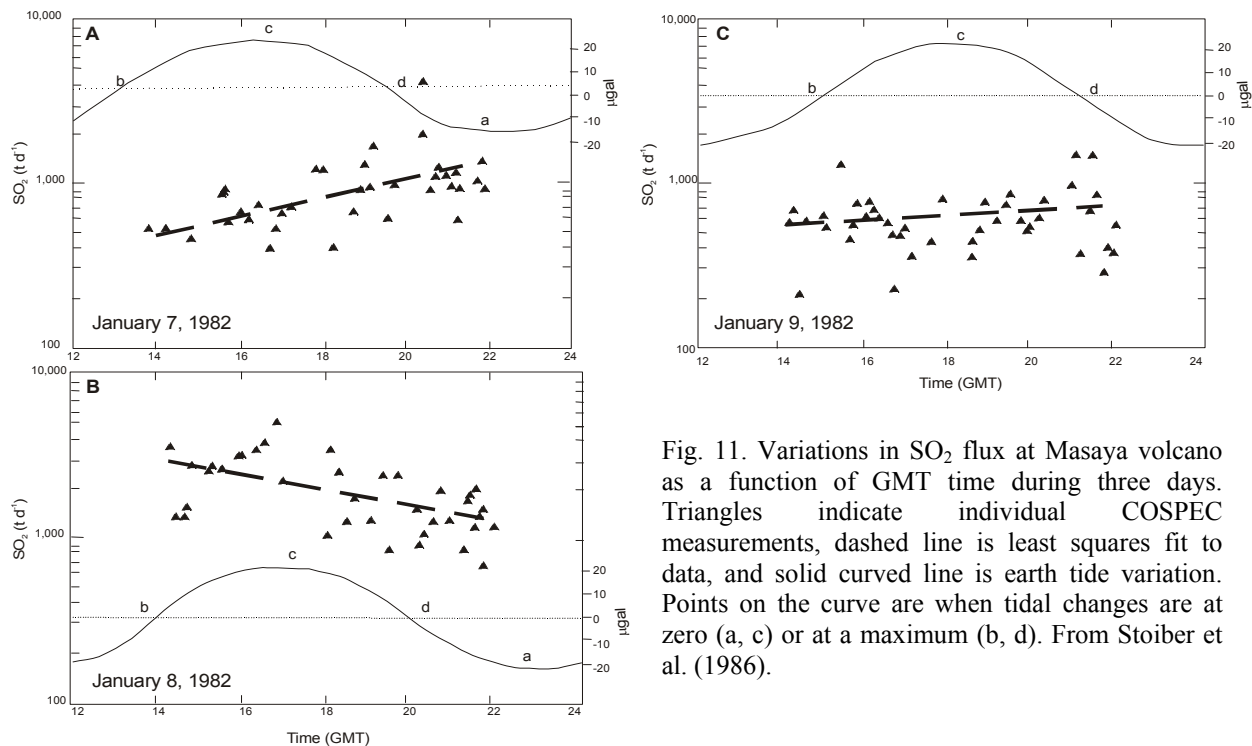 10,000
A
c
b
d
a
1,000
100
20
10
0
-10
-20
SO₂ (t d⁻¹)
µgal
January 7, 1982
12 14 16 18 20 22 24
10,000
B
1,000
100
SO₂ (t d⁻¹)
c
b
d
a
20
10
0
-10
-20
µgal
January 8, 1982
12 14 16 18 20 22 24
Time (GMT)
10,000
C
c
b
d
1,000
100
20
10
0
-10
-20
SO₂ (t d⁻¹)
µgal
January 9, 1982
12 14 16 18 20 22 24
Time (GMT)
Fig. 11. Variations in SO₂ flux at Masaya volcano
as a function of GMT time during three days.
Triangles indicate individual COSPEC
measurements, dashed line is least squares fit to
data, and solid curved line is earth tide variation.
Points on the curve are when tidal changes are at
zero (a, c) or at a maximum (b, d). From Stoiber et
al. (1986).